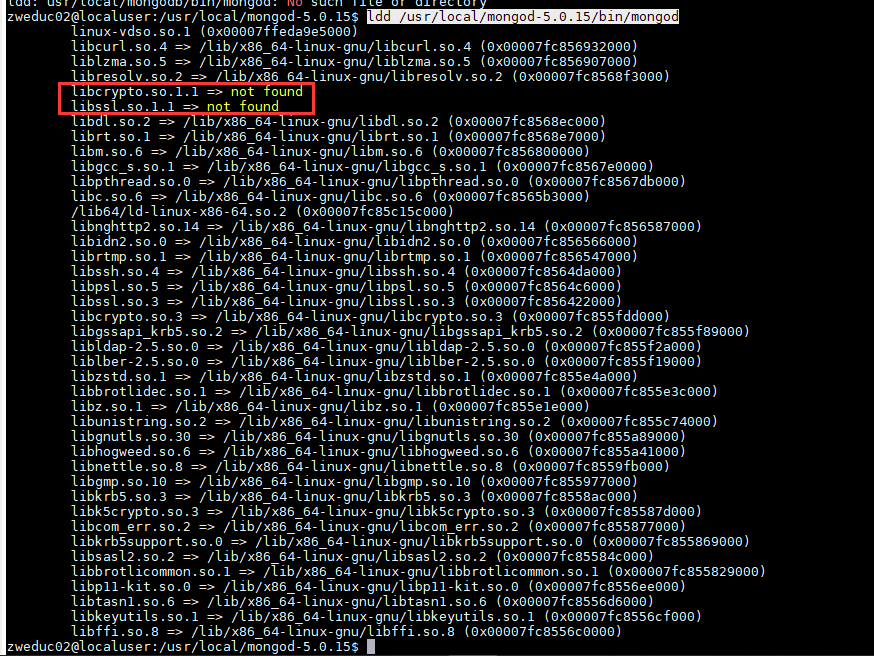 ldd: usr/local/mongodb/bin/mongod: No such file or directory
zweduc02@localuser:/usr/local/mongod-5.0.15$ ldd /usr/local/mongod-5.0.15/bin/mongod
linux-vdso.so.1 (0x00007ffeda9e5000)
libcurl.so.4 => /lib/x86_64-linux-gnu/libcurl.so.4 (0x00007fc856932000)
liblzma.so.5 => /lib/x86_64-linux-gnu/liblzma.so.5 (0x00007fc856907000)
libresolv.so.2 => /lib/x86_64-linux-gnu/libresolv.so.2 (0x00007fc8568f3000)
libcrypto.so.1.1 => not found
libssl.so.1.1 => not found
libdl.so.2 => /lib/x86_64-linux-gnu/libdl.so.2 (0x00007fc8568ec000)
librt.so.1 => /lib/x86_64-linux-gnu/librt.so.1 (0x00007fc8568e7000)
libm.so.6 => /lib/x86_64-linux-gnu/libm.so.6 (0x00007fc856800000)
libgcc_s.so.1 => /lib/x86_64-linux-gnu/libgcc_s.so.1 (0x00007fc8567e0000)
libpthread.so.0 => /lib/x86_64-linux-gnu/libpthread.so.0 (0x00007fc8567db000)
libc.so.6 => /lib/x86_64-linux-gnu/libc.so.6 (0x00007fc8565b3000)
/lib64/ld-linux-x86-64.so.2 (0x00007fc85c15c000)
libnghttp2.so.14 => /lib/x86_64-linux-gnu/libnghttp2.so.14 (0x00007fc856587000)
libidn2.so.0 => /lib/x86_64-linux-gnu/libidn2.so.0 (0x00007fc856566000)
librtmp.so.1 => /lib/x86_64-linux-gnu/librtmp.so.1 (0x00007fc856547000)
libssh.so.4 => /lib/x86_64-linux-gnu/libssh.so.4 (0x00007fc8564da000)
libpsl.so.5 => /lib/x86_64-linux-gnu/libpsl.so.5 (0x00007fc8564c6000)
libssl.so.3 => /lib/x86_64-linux-gnu/libssl.so.3 (0x00007fc856422000)
libcrypto.so.3 => /lib/x86_64-linux-gnu/libcrypto.so.3 (0x00007fc855fdd000)
libgssapi_krb5.so.2 => /lib/x86_64-linux-gnu/libgssapi_krb5.so.2 (0x00007fc855f89000)
libldap-2.5.so.0 => /lib/x86_64-linux-gnu/libldap-2.5.so.0 (0x00007fc855f2a000)
liblber-2.5.so.0 => /lib/x86_64-linux-gnu/liblber-2.5.so.0 (0x00007fc855f19000)
libzstd.so.1 => /lib/x86_64-linux-gnu/libzstd.so.1 (0x00007fc855e4a000)
libbrotlidec.so.1 => /lib/x86_64-linux-gnu/libbrotlidec.so.1 (0x00007fc855e3c000)
libz.so.1 => /lib/x86_64-linux-gnu/libz.so.1 (0x00007fc855e1e000)
libunistring.so.2 => /lib/x86_64-linux-gnu/libunistring.so.2 (0x00007fc855c74000)
libgnutls.so.30 => /lib/x86_64-linux-gnu/libgnutls.so.30 (0x00007fc855a89000)
libhogweed.so.6 => /lib/x86_64-linux-gnu/libhogweed.so.6 (0x00007fc855a41000)
libnettle.so.8 => /lib/x86_64-linux-gnu/libnettle.so.8 (0x00007fc8559fb000)
libgmp.so.10 => /lib/x86_64-linux-gnu/libgmp.so.10 (0x00007fc855977000)
libkrb5.so.3 => /lib/x86_64-linux-gnu/libkrb5.so.3 (0x00007fc8558ac000)
libk5crypto.so.3 => /lib/x86_64-linux-gnu/libk5crypto.so.3 (0x00007fc85587d000)
libcom_err.so.2 => /lib/x86_64-linux-gnu/libcom_err.so.2 (0x00007fc855877000)
libkrb5support.so.0 => /lib/x86_64-linux-gnu/libkrb5support.so.0 (0x00007fc855869000)
libsasl2.so.2 => /lib/x86_64-linux-gnu/libsasl2.so.2 (0x00007fc85584c000)
libbrotlicommon.so.1 => /lib/x86_64-linux-gnu/libbrotlicommon.so.1 (0x00007fc855829000)
libp11-kit.so.0 => /lib/x86_64-linux-gnu/libp11-kit.so.0 (0x00007fc8556ee000)
libtasn1.so.6 => /lib/x86_64-linux-gnu/libtasn1.so.6 (0x00007fc8556d6000)
libkeyutils.so.1 => /lib/x86_64-linux-gnu/libkeyutils.so.1 (0x00007fc8556cf000)
libffi.so.8 => /lib/x86_64-linux-gnu/libffi.so.8 (0x00007fc8556c0000)
zweduc02@localuser:/usr/local/mongod-5.0.15$